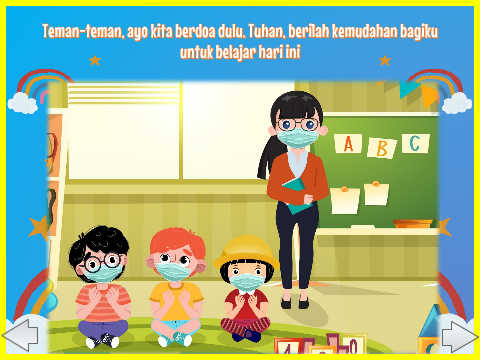 Teman-teman, ayo kita berdoa dulu. Tuhan, berilah kemudahan bagiku
untuk belajar hari ini
A B C